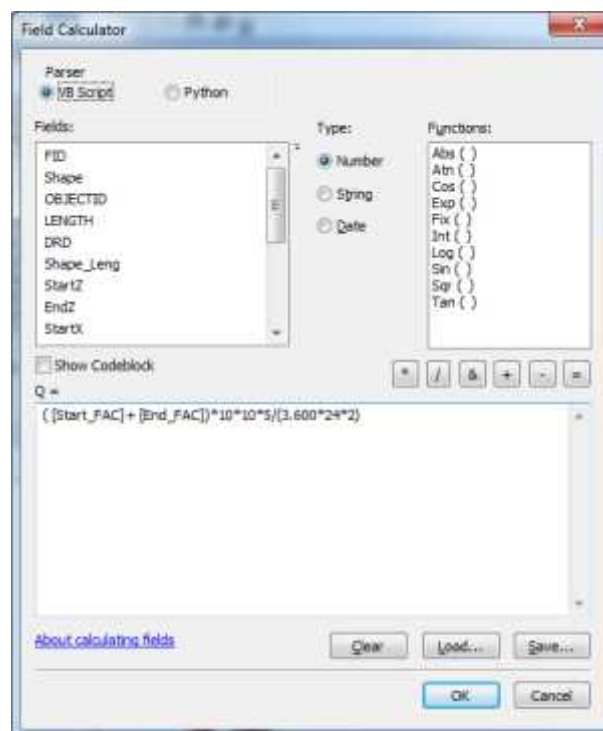 Field Calculator
Parser
VB Script Python
Fields: Type: Functions:
FID
Shape
OBJECTID
LENGTH
DRD
Shape_Leng
StartZ
EndZ
StartX
Number
String
Date
Abs ( )
Atn ( )
Cos ( )
Exp ( )
Fix ( )
Int ( )
Log ( )
Sin ( )
Sqr ( )
Tan ( )
Show Codeblock
* / & + - =
Q =
( [Start_FAC] + [End_FAC])*10*10*5/(3.600*24*2)
About calculating fields
Clear Load... Save...
OK Cancel